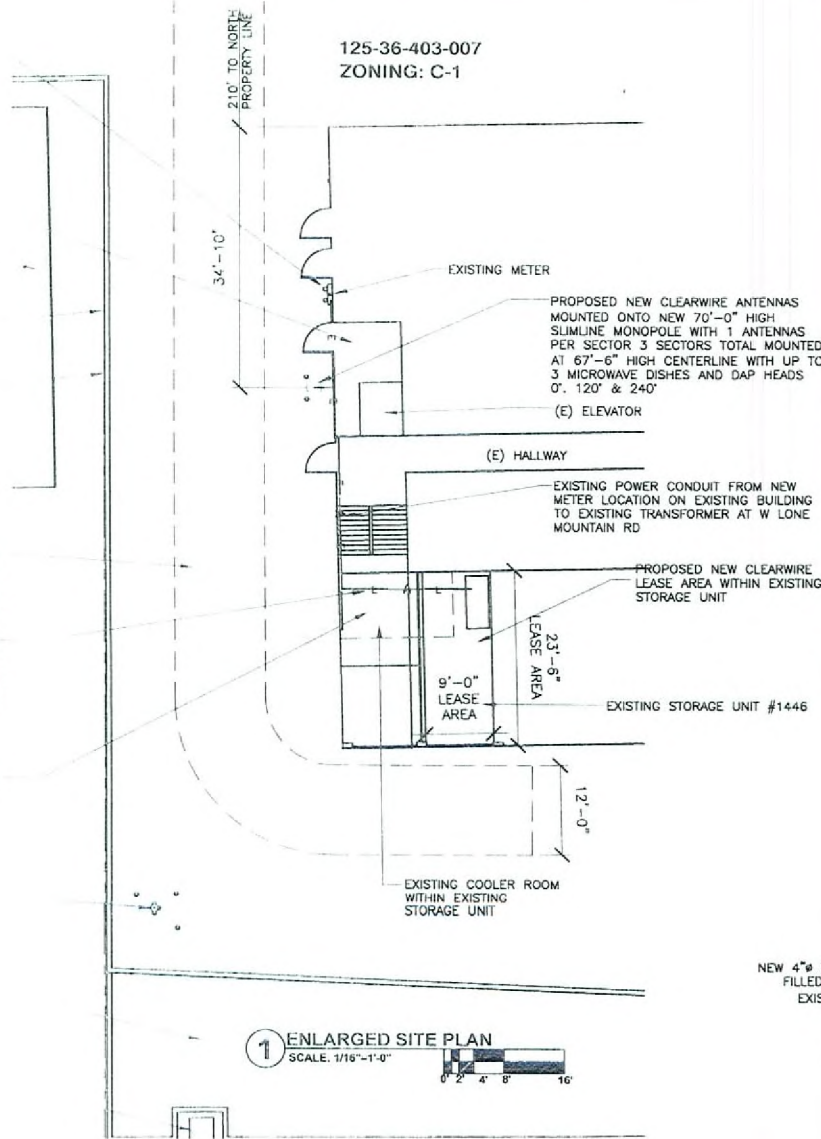 125-36-403-007
ZONING: C-1
210' TO NORTH
PROPERTY LINE
34'-10"
EXISTING METER
PROPOSED NEW CLEARWIRE ANTENNAS
MOUNTED ONTO NEW 70'-0" HIGH
SLIMLINE MONOPOLE WITH 1 ANTENNAS
PER SECTOR 3 SECTORS TOTAL MOUNTED
AT 67'-6" HIGH CENTERLINE WITH UP TO
3 MICROWAVE DISHES AND DAP HEADS
0°. 120° & 240°
(E) ELEVATOR
(E) HALLWAY
EXISTING POWER CONDUIT FROM NEW
METER LOCATION ON EXISTING BUILDING
TO EXISTING TRANSFORMER AT W LONE
MOUNTAIN RD
PROPOSED NEW CLEARWIRE
LEASE AREA WITHIN EXISTING
STORAGE UNIT
23'-6"
LEASE AREA
9'-0"
LEASE
AREA
EXISTING STORAGE UNIT #1446
12'-0"
EXISTING COOLER ROOM
WITHIN EXISTING
STORAGE UNIT
NEW 4"ø
FILLED
EXIS
1 ENLARGED SITE PLAN
SCALE. 1/16"-1'-0"
0' 2' 4' 8' 16'